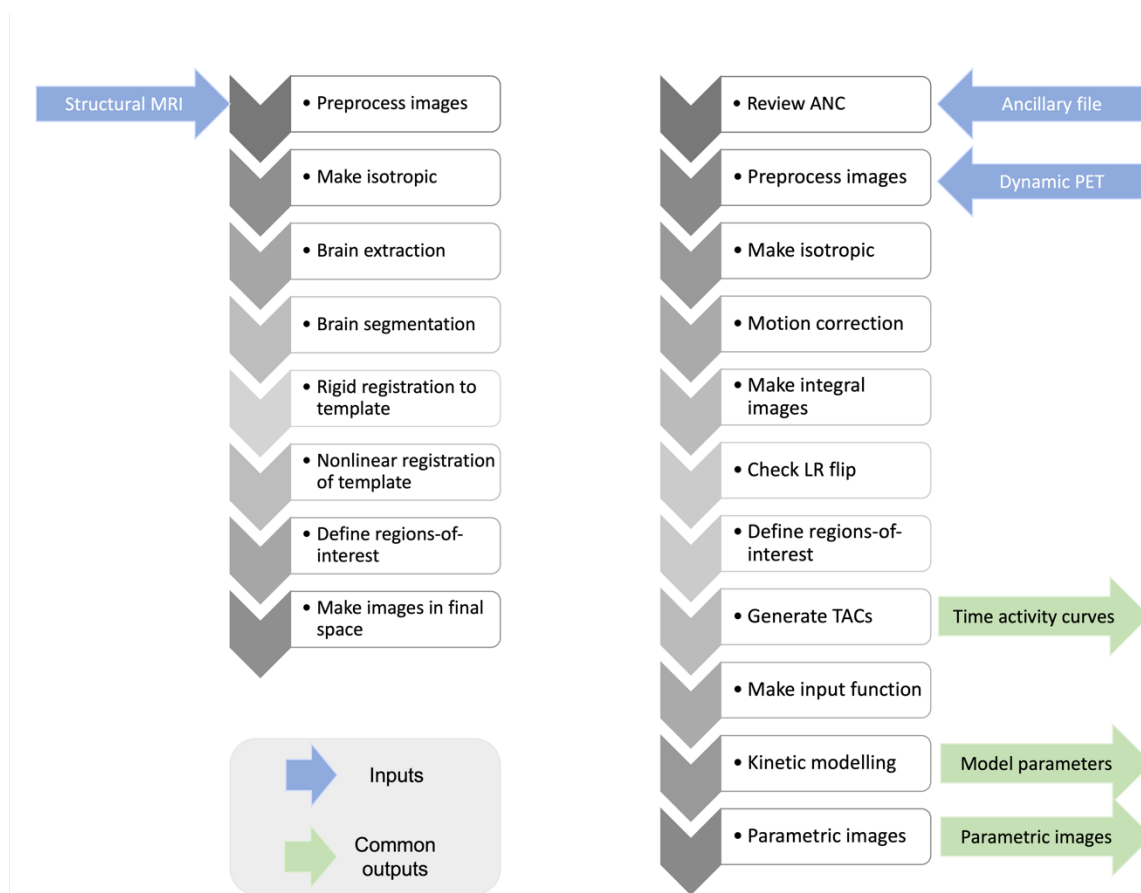 Structural MRI
• Preprocess images
• Make isotropic
• Brain extraction
• Brain segmentation
• Rigid registration to
template
• Nonlinear registration
of template
• Define regions-of-
interest
• Make images in final
space
Inputs
Common
outputs
• Review ANC
Ancillary file
• Preprocess images
Dynamic PET
• Make isotropic
• Motion correction
• Make integral
images
• Check LR flip
• Define regions-of-
interest
• Generate TACs
Time activity curves
• Make input function
• Kinetic modelling
Model parameters
• Parametric images
Parametric images